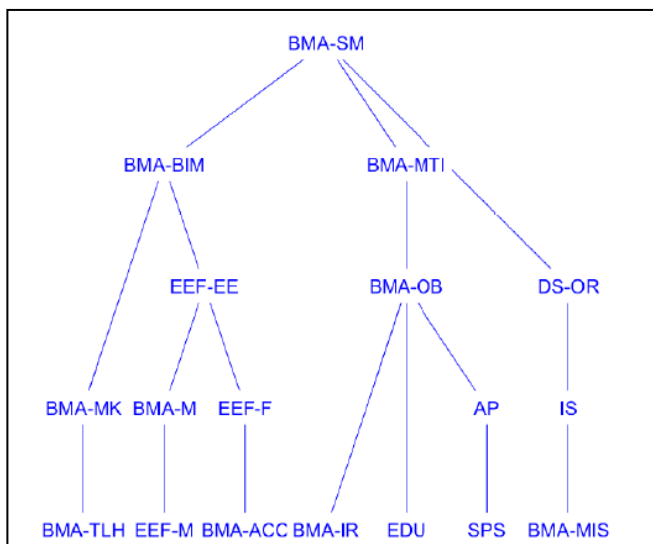 BMA-SM
BMA-BIM BMA-MTI
EEF-EE BMA-OB DS-OR
BMA-MK BMA-M EEF-F AP IS
BMA-TLH EEF-M BMA-ACC BMA-IR EDU SPS BMA-MIS